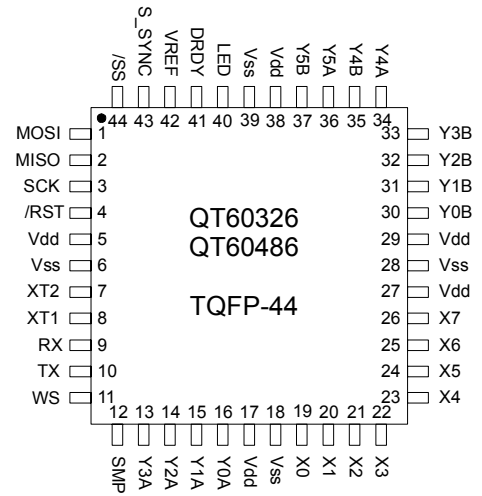 /SS S_SYNC VREF DRDY LED Vss Vdd Y5B Y5A Y4B Y4A
44 43 42 41 40 39 38 37 36 35 34
MOSI 1 33 Y3B
MISO 2 32 Y2B
SCK 3 31 Y1B
/RST 4 30 Y0B
Vdd 5 29 Vdd
Vss 6 28 Vss
XT2 7 27 Vdd
XT1 8 26 X7
RX 9 25 X6
TX 10 24 X5
WS 11 23 X4
QT60326
QT60486
TQFP-44
12 13 14 15 16 17 18 19 20 21 22
SMP Y3A Y2A Y1A Y0A Vdd Vss X0 X1 X2 X3